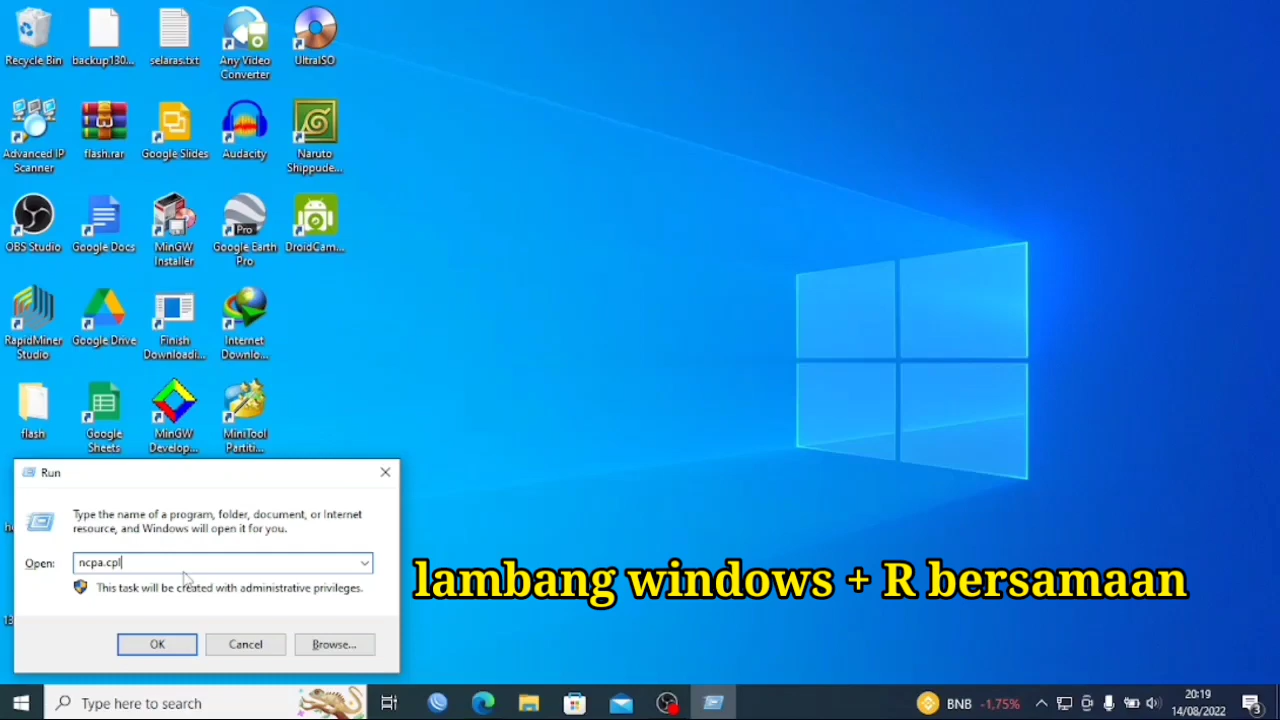 Recycle Bin
backup130...
selaras.txt
Any Video
Converter
UltraISO
Advanced IP
Scanner
flash.rar
Google Slides
Audacity
Naruto
Shippude...
OBS Studio
Google Docs
MinGW
Installer
Pro
Google Earth
Pro
DroidCam...
RapidMiner
Studio
Google Drive
Finish
Downloadi...
Internet
Downlo...
flash
Google
Sheets
MinGW
Develop...
MiniTool
Partiti...
Run
Type the name of a program, folder, document, or Internet
resource, and Windows will open it for you.
Open:
ncpa.cpl
This task will be created with administrative privileges.
OK
Cancel
Browse...
lambang windows + R bersamaan
Type here to search
BNB -1,75%
20:19
14/08/2022
3